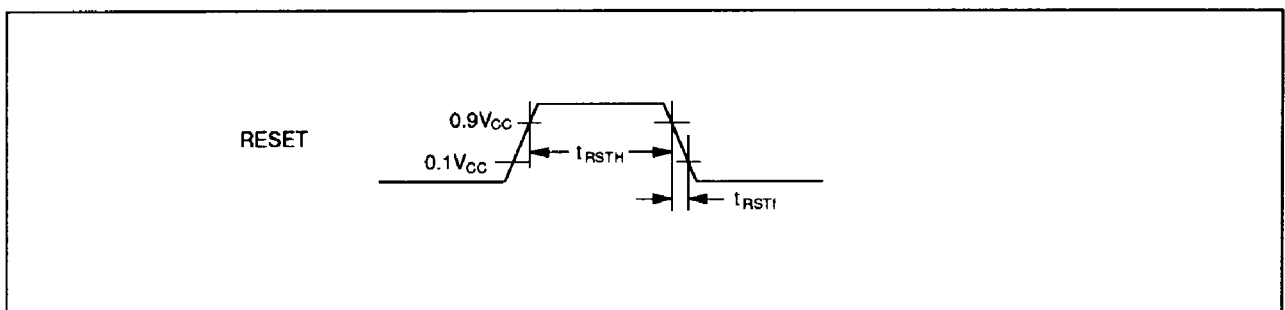 0.9VCC
RESET
0.1VCC
tRSTH
tRSTf